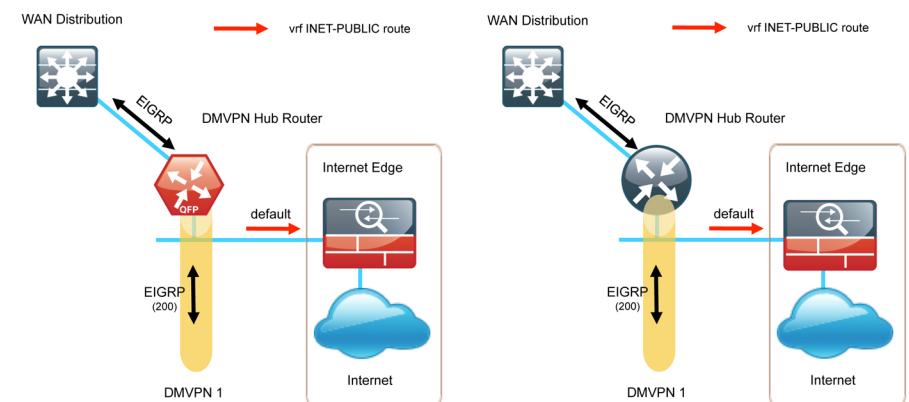 WAN Distribution
vrf INET-PUBLIC route
EIGRP
DMVPN Hub Router
QFP
Internet Edge
default
EIGRP
(200)
Internet
DMVPN 1
WAN Distribution
vrf INET-PUBLIC route
EIGRP
DMVPN Hub Router
Internet Edge
default
EIGRP
(200)
Internet
DMVPN 1